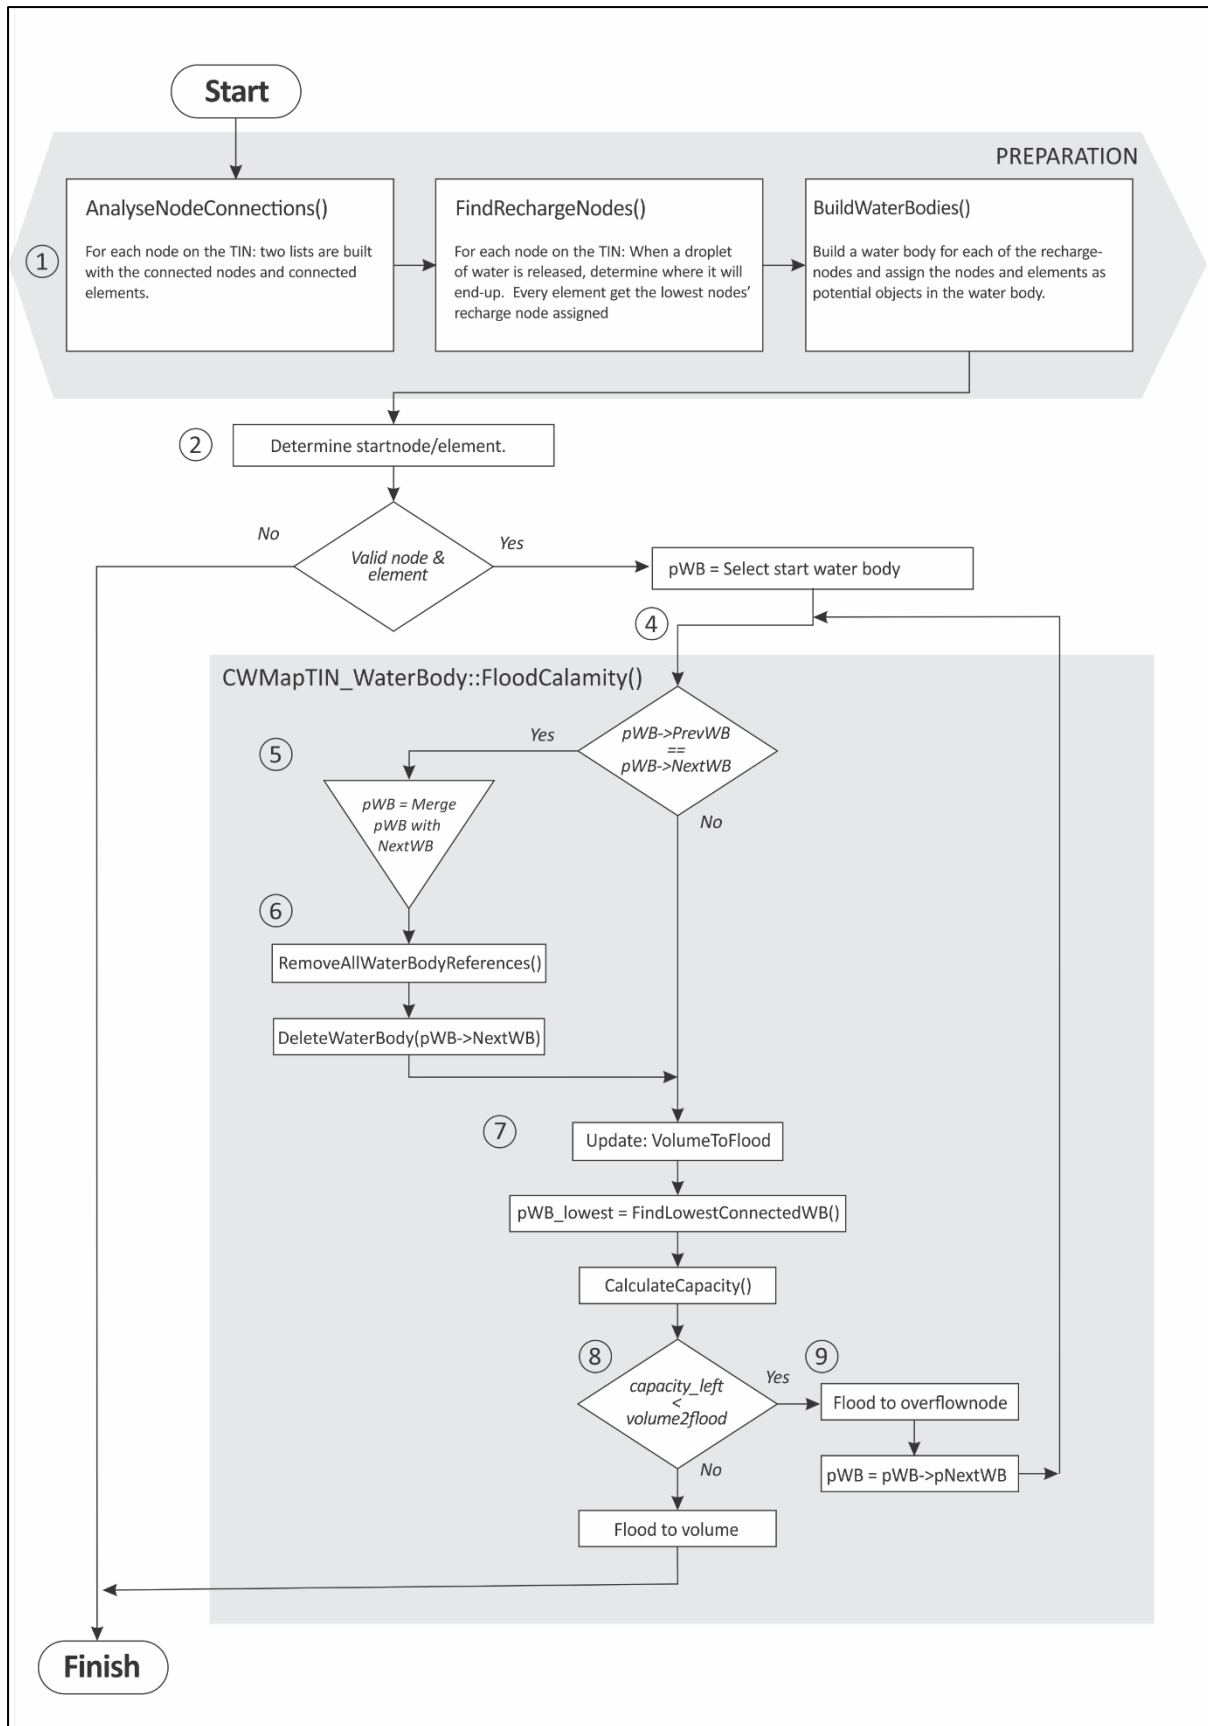 Start
PREPARATION
1
AnalyseNodeConnections()
For each node on the TIN: two lists are built
with the connected nodes and connected
elements.
FindRechargeNodes()
For each node on the TIN: When a droplet
of water is released, determine where it will
end-up.  Every element get the lowest nodes'
recharge node assigned
BuildWaterBodies()
Build a water body for each of the recharge-
nodes and assign the nodes and elements as
potential objects in the water body.
2
Determine startnode/element.
No
Valid node &
element
Yes
pWB = Select start water body
4
CWMapTIN_WaterBody::FloodCalamity()
pWB->PrevWB
==
pWB->NextWB
Yes
5
No
pWB = Merge
pWB with
NextWB
6
RemoveAllWaterBodyReferences()
DeleteWaterBody(pWB->NextWB)
7
Update: VolumeToFlood
pWB_lowest = FindLowestConnectedWB()
CalculateCapacity()
8
capacity_left
<
volume2flood
Yes
9
Flood to overflownode
pWB = pWB->pNextWB
No
Flood to volume
Finish